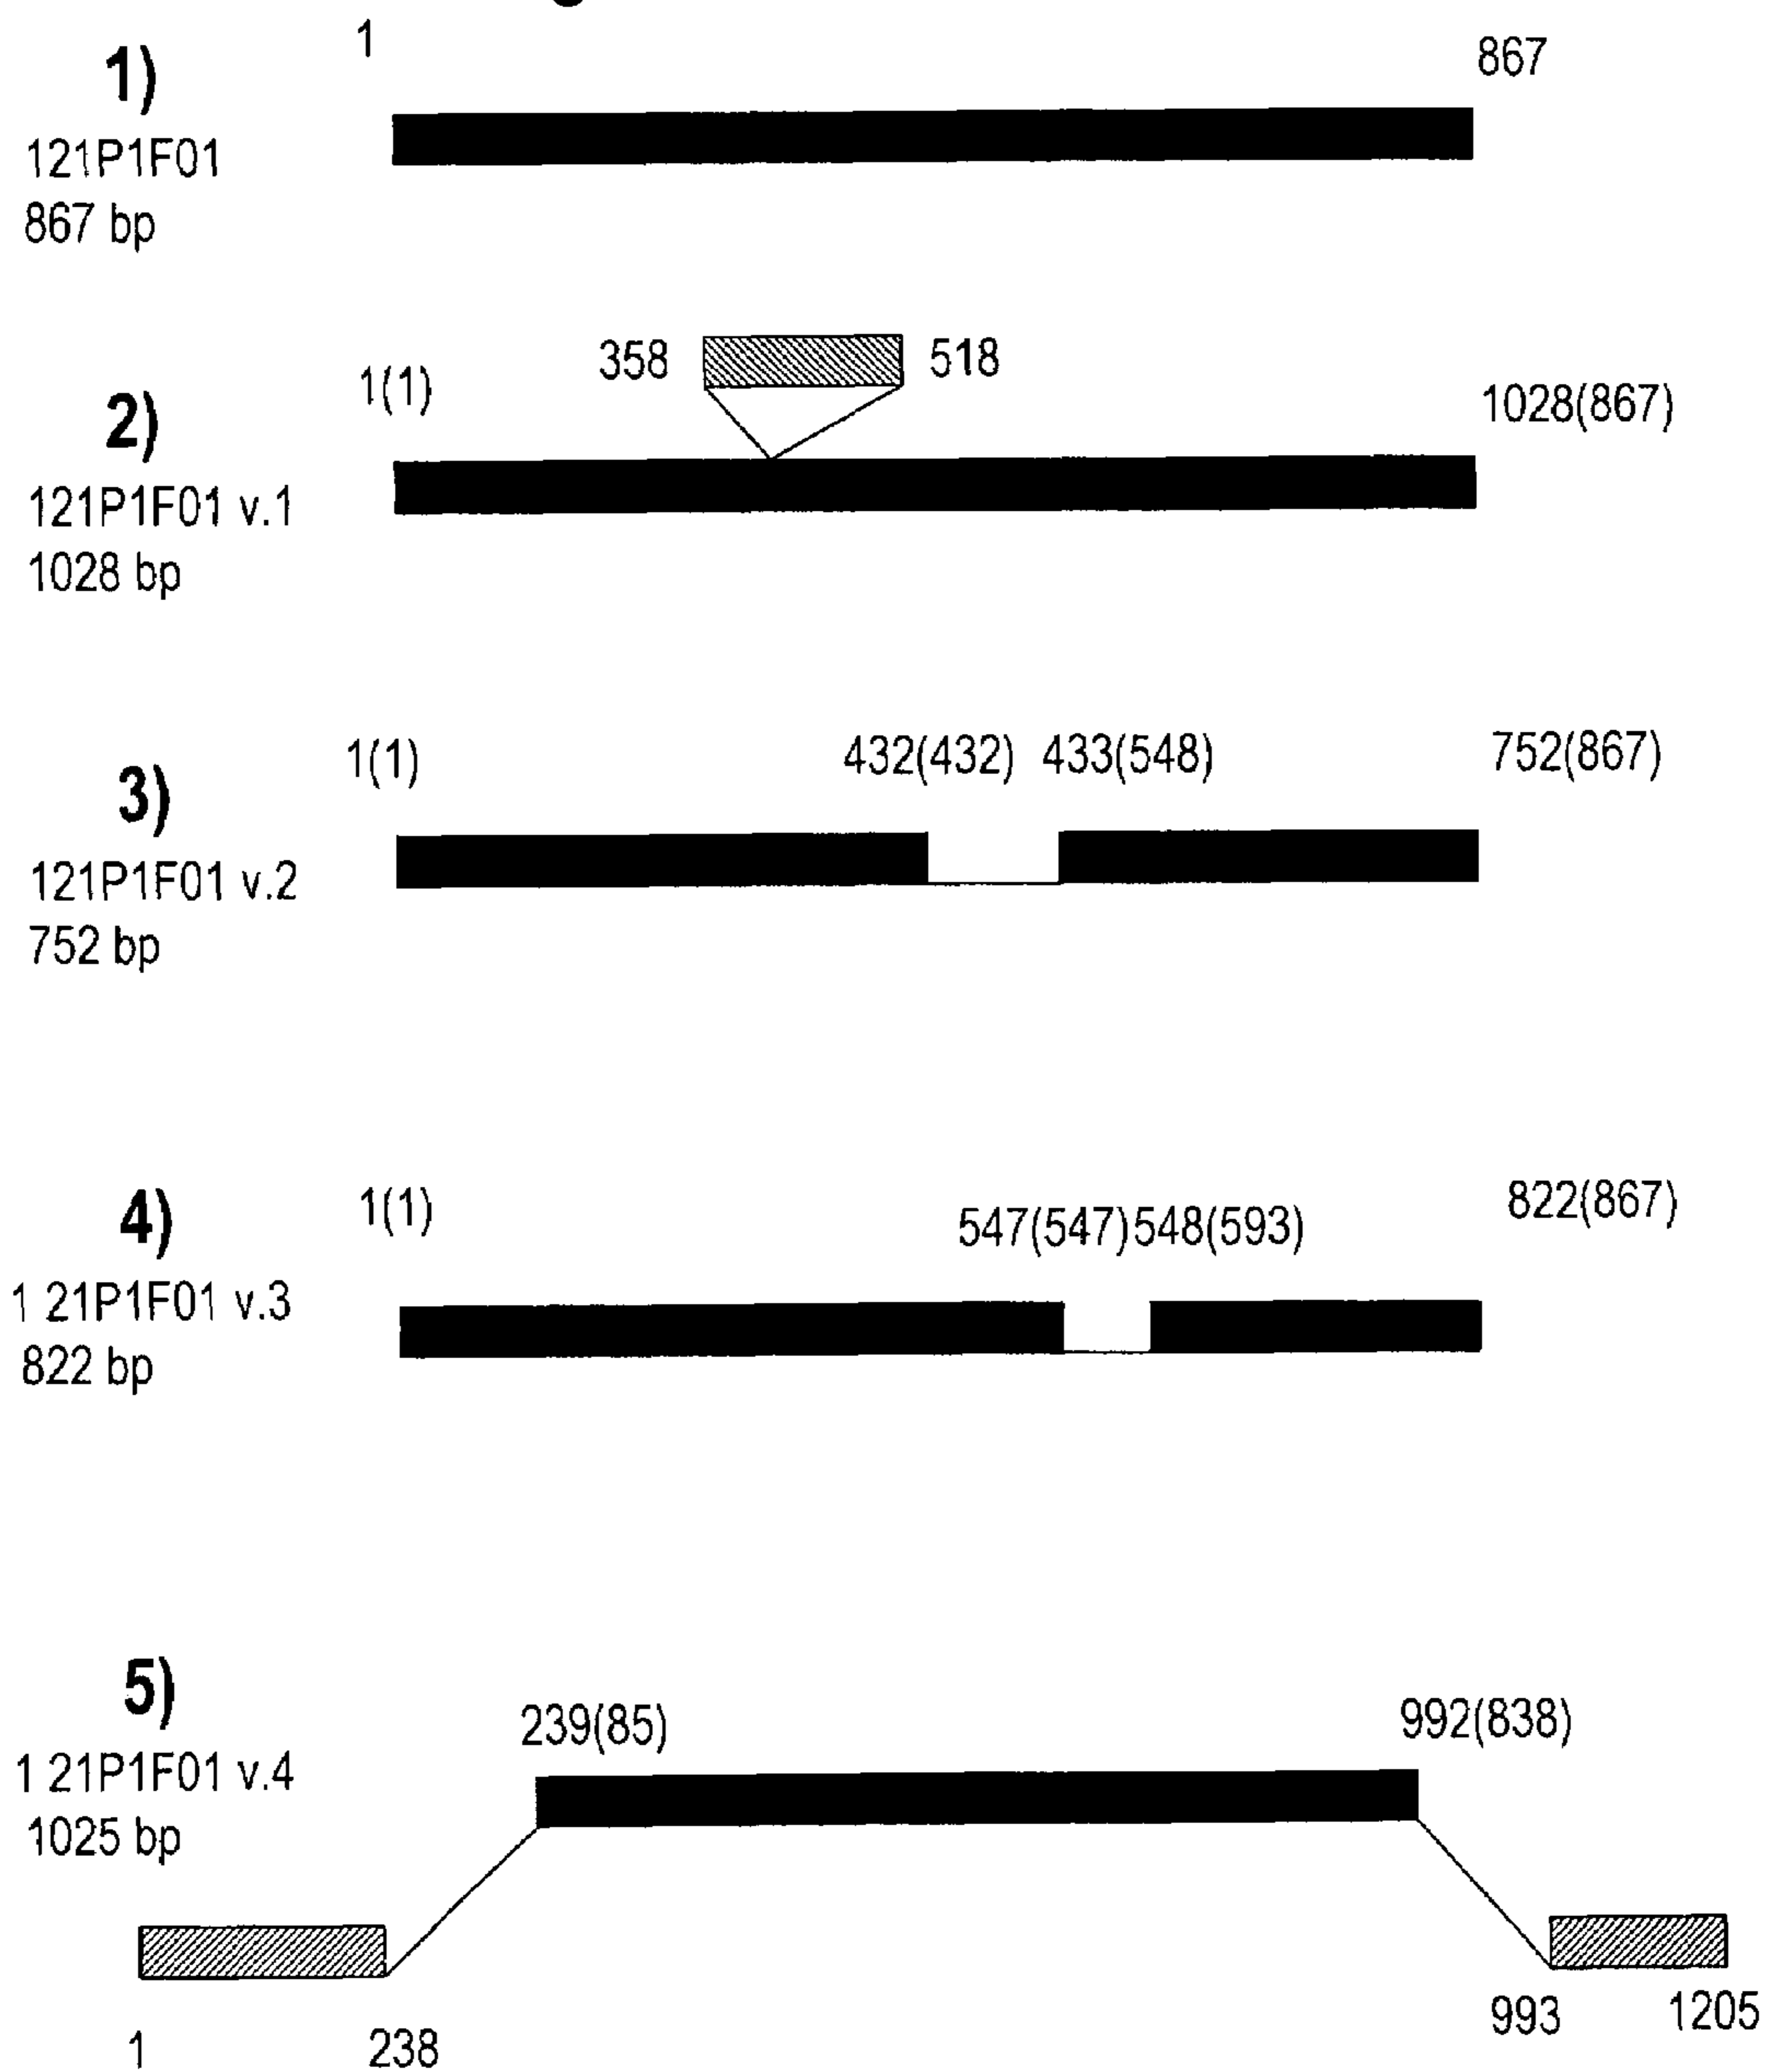 1
867
1)
121P1F01
867 bp
358
518
1(1)
1028(867)
2)
121P1F01 v.1
1028 bp
1(1)
432(432)
433(548)
752(867)
3)
121P1F01 v.2
752 bp
1(1)
547(547)
548(593)
822(867)
4)
1 21P1F01 v.3
822 bp
5)
239(85)
992(838)
1 21P1F01 v.4
1025 bp
993
1205
1
238